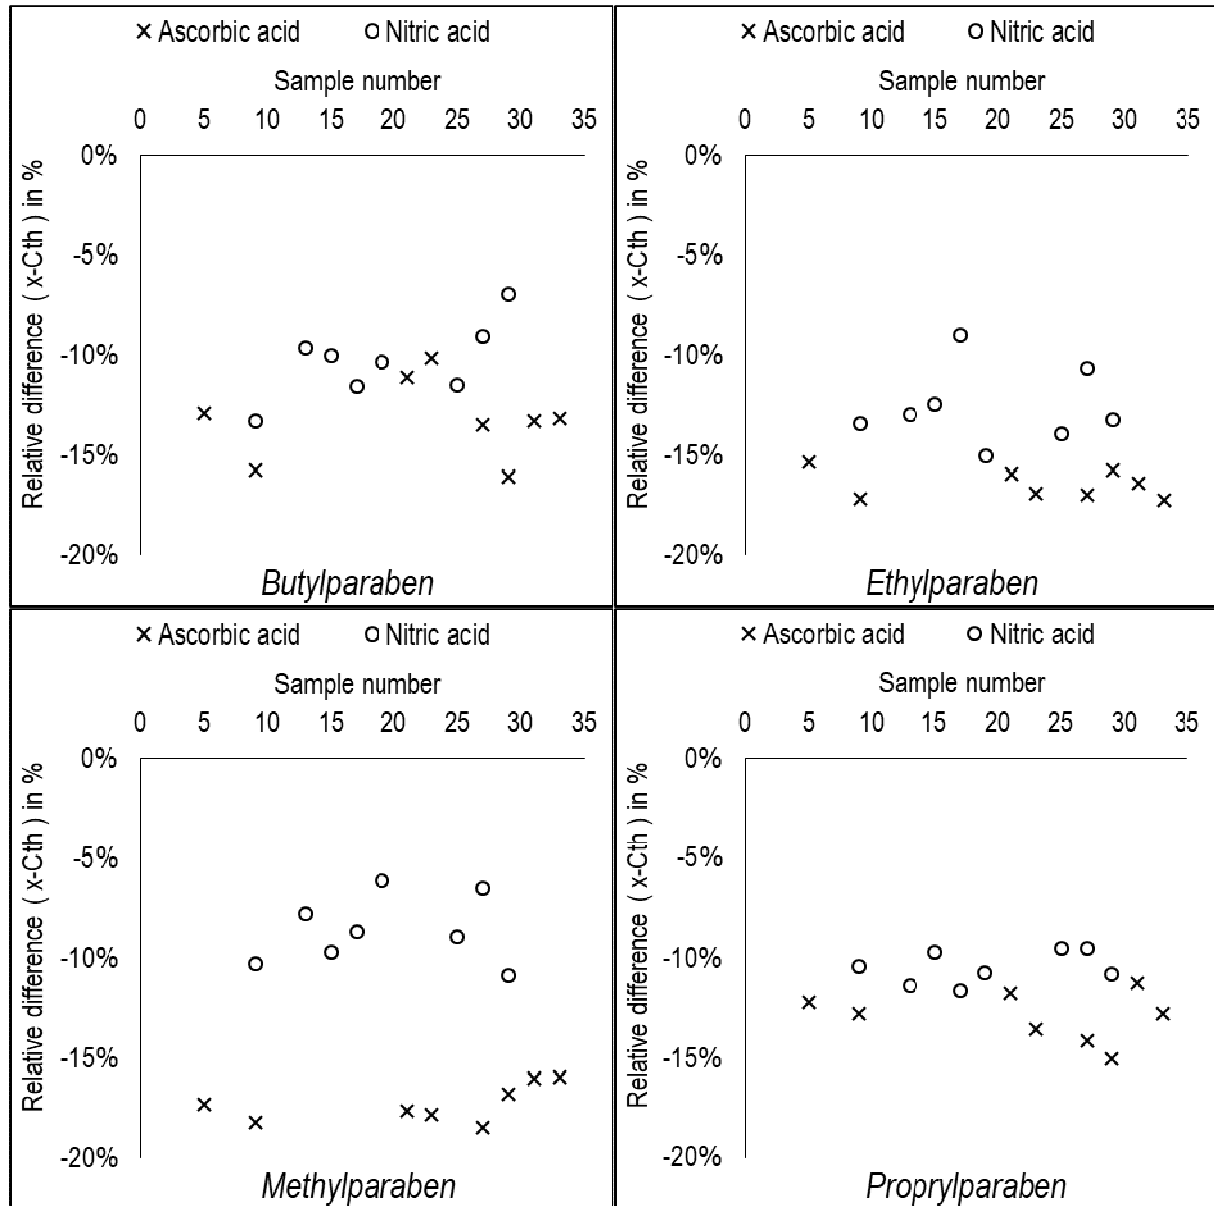 × Ascorbic acid o Nitric acid
Sample number
0 5 10 15 20 25 30 35
0%
-5%
-10%
-15%
-20%
Relative difference ( x-Cth ) in %
Butylparaben
× Ascorbic acid o Nitric acid
Sample number
0 5 10 15 20 25 30 35
0%
-5%
-10%
-15%
-20%
Relative difference ( x-Cth ) in %
Ethylparaben
× Ascorbic acid o Nitric acid
Sample number
0 5 10 15 20 25 30 35
0%
-5%
-10%
-15%
-20%
Relative difference ( x-Cth ) in %
Methylparaben
× Ascorbic acid o Nitric acid
Sample number
0 5 10 15 20 25 30 35
0%
-5%
-10%
-15%
-20%
Relative difference ( x-Cth ) in %
Proprylparaben